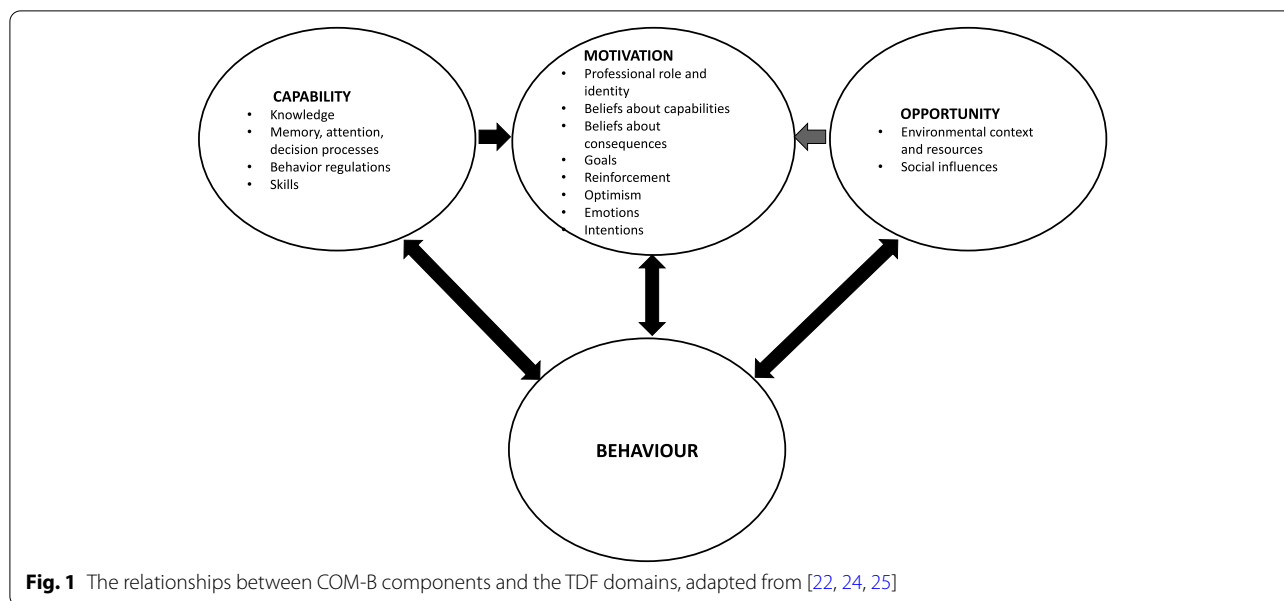 CAPABILITY
• Knowledge
• Memory, attention,
decision processes
• Behavior regulations
• Skills
MOTIVATION
• Professional role and
identity
• Beliefs about capabilities
• Beliefs about
consequences
• Goals
• Reinforcement
• Optimism
• Emotions
• Intentions
OPPORTUNITY
• Environmental context
and resources
• Social influences
BEHAVIOUR
Fig. 1 The relationships between COM-B components and the TDF domains, adapted from [22, 24, 25]